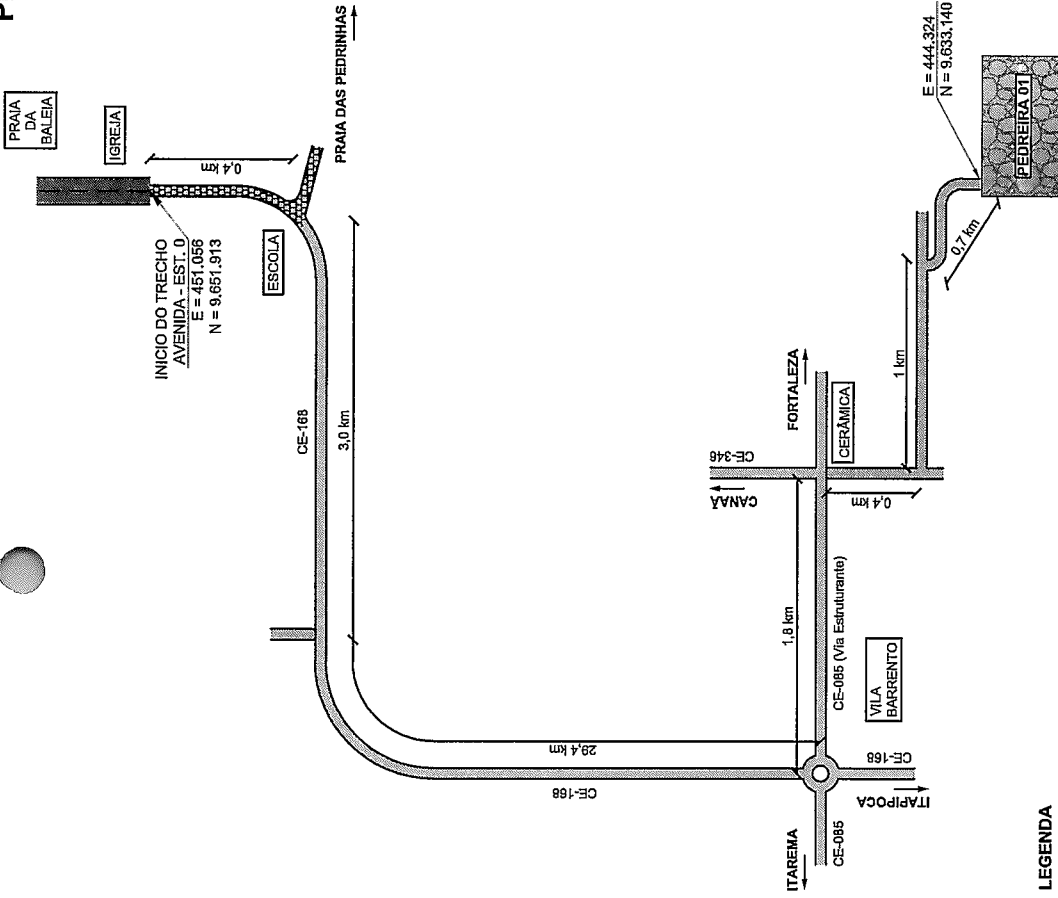 P
PRAIA
DA
BALEIA
IGREJA
0,4 km
PRAIA DAS PEDRINHAS
INICIO DO TRECHO
AVENIDA - EST. 0
E = 451.056
N = 9.651.913
ESCOLA
CE-168
3,0 km
E = 444.324
N = 9.633.140
PEDREIRA 01
0,7 km
1 km
FORTALEZA
CERÂMICA
CE-346
CANAÃ
0,4 km
1,8 km
CE-085 (Via Estruturante)
VILA
BARRENTO
29,4 km
CE-168
CE-168
ITAPIPOCA
ITAREMA
CE-085
LEGENDA